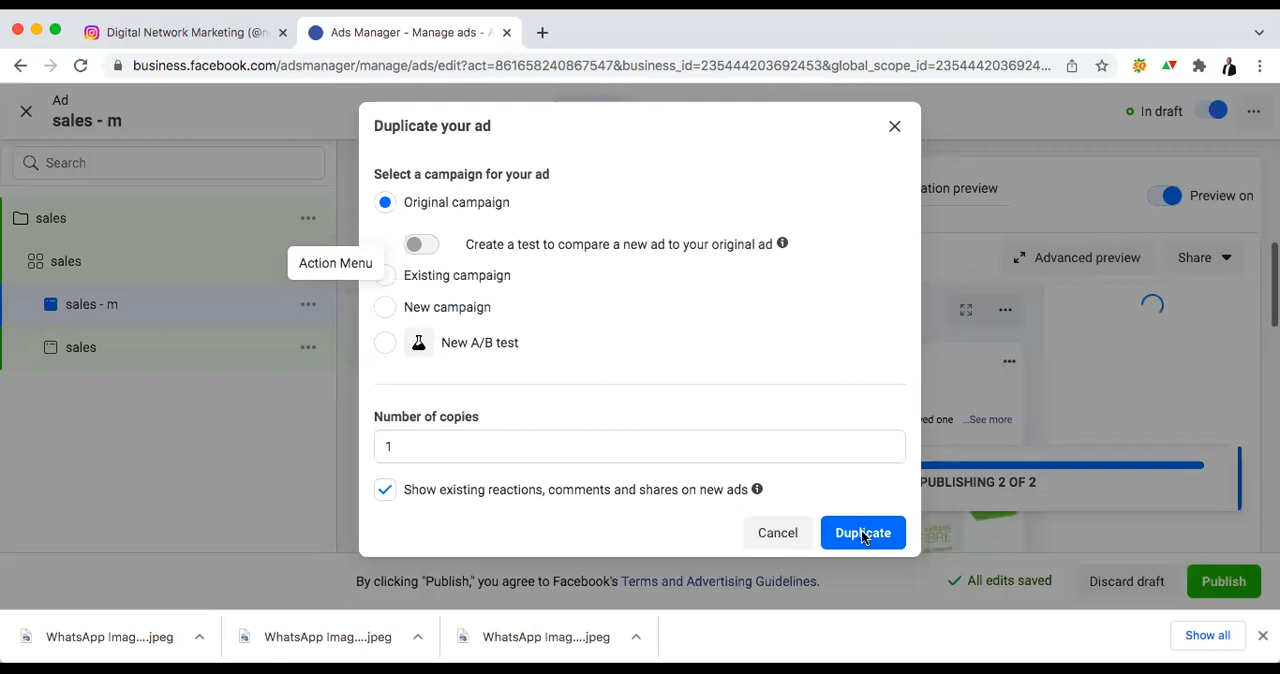 Digital Network Marketing (@n
Ads Manager - Manage ads - A
business.facebook.com/adsmanager/manage/ads/edit?act=861658240867547&business_id=235444203692453&global_scope_id=2354442036924...
Ad
sales - m
In draft
Search
sales
sales
sales - m
sales
Action Menu
Duplicate your ad
Select a campaign for your ad
Original campaign
Create a test to compare a new ad to your original ad
Existing campaign
New campaign
New A/B test
Number of copies
1
Show existing reactions, comments and shares on new ads
Cancel
Duplicate
ation preview
Preview on
Advanced preview
Share
ved one ...See more
PUBLISHING 2 OF 2
By clicking "Publish," you agree to Facebook's Terms and Advertising Guidelines.
All edits saved
Discard draft
Publish
WhatsApp Imag....jpeg
WhatsApp Imag....jpeg
WhatsApp Imag....jpeg
Show all